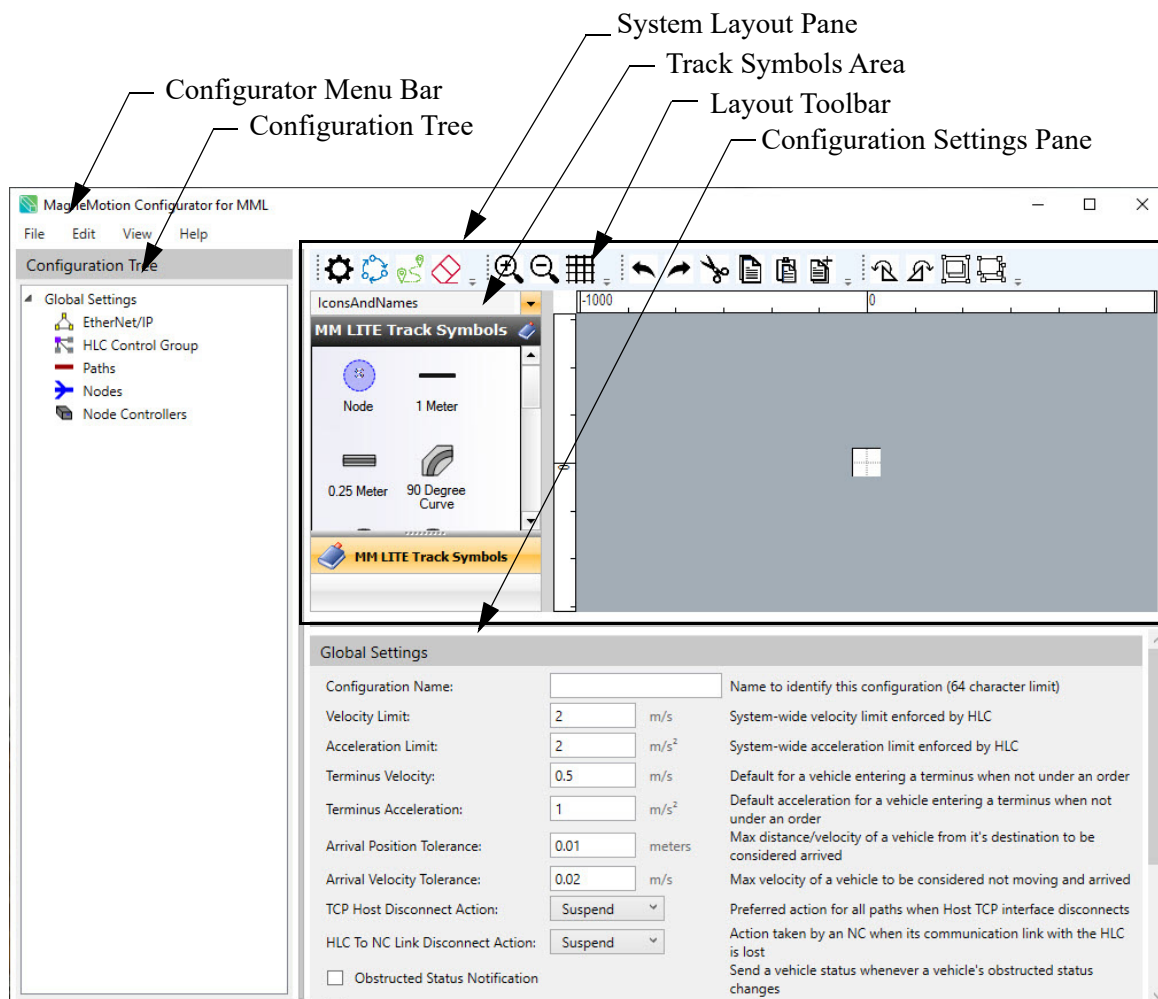 System Layout Pane
Track Symbols Area
Configurator Menu Bar
Layout Toolbar
Configuration Tree
Configuration Settings Pane
MagneMotion Configurator for MML
File Edit View Help
Configuration Tree
Global Settings
EtherNet/IP
HLC Control Group
Paths
Nodes
Node Controllers
IconsAndNames
-1000 0
MM LITE Track Symbols
Node 1 Meter
0.25 Meter 90 Degree
Curve
0
MM LITE Track Symbols
Global Settings
Configuration Name: Name to identify this configuration (64 character limit)
Velocity Limit: 2 m/s System-wide velocity limit enforced by HLC
Acceleration Limit: 2 m/s² System-wide acceleration limit enforced by HLC
Terminus Velocity: 0.5 m/s Default for a vehicle entering a terminus when not under an order
Terminus Acceleration: 1 m/s² Default acceleration for a vehicle entering a terminus when not
under an order
Arrival Position Tolerance: 0.01 meters Max distance/velocity of a vehicle from it's destination to be
considered arrived
Arrival Velocity Tolerance: 0.02 m/s Max velocity of a vehicle to be considered not moving and arrived
TCP Host Disconnect Action: Suspend Preferred action for all paths when Host TCP interface disconnects
HLC To NC Link Disconnect Action: Suspend Action taken by an NC when its communication link with the HLC
is lost
Obstructed Status Notification Send a vehicle status whenever a vehicle's obstructed status
changes